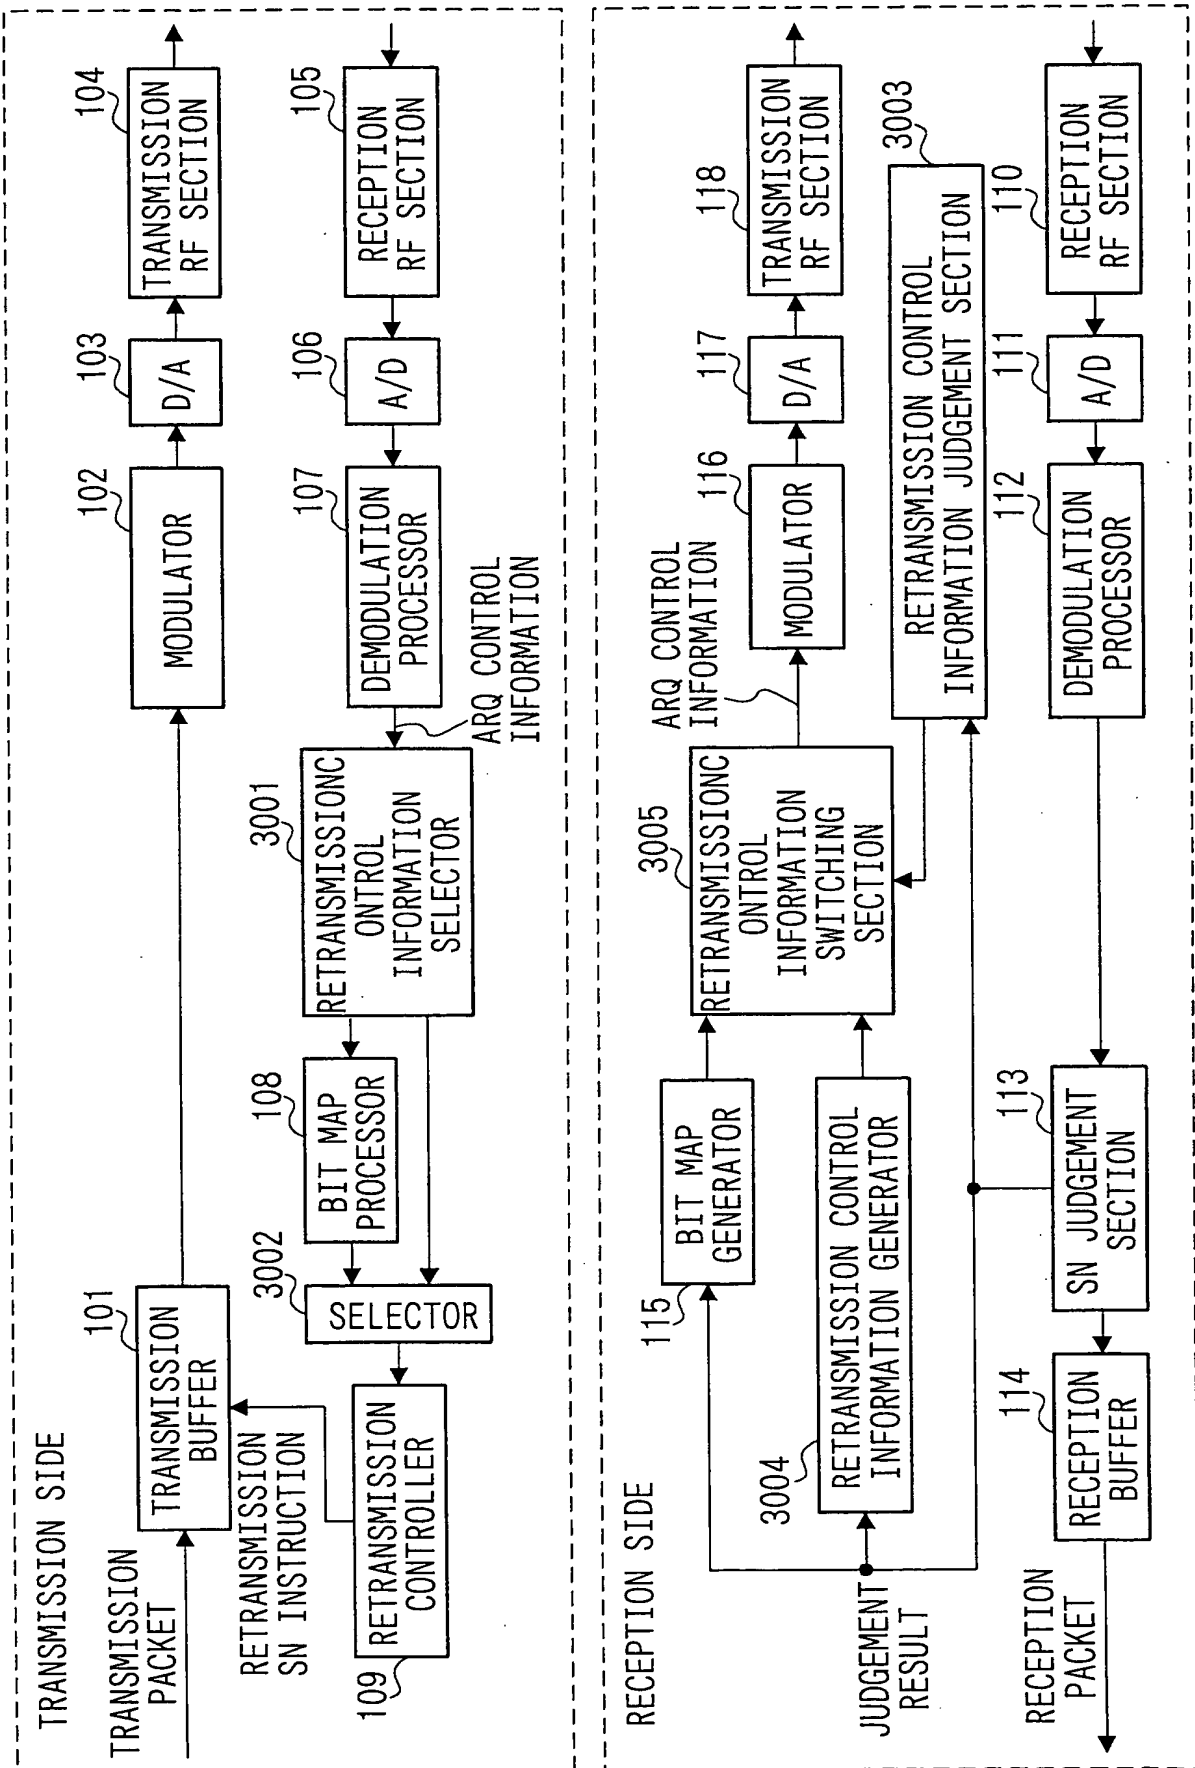 TRANSMISSION SIDE
TRANSMISSION
PACKET
101
TRANSMISSION
BUFFER
102
MODULATOR
103
D/A
104
TRANSMISSION
RF SECTION
105
RECEPTION
RF SECTION
106
A/D
107
DEMODULATION
PROCESSOR
ARQ CONTROL
INFORMATION
3001
RETRANSMISSIONC
ONTROL
INFORMATION
SELECTOR
108
BIT MAP
PROCESSOR
3002
SELECTOR
RETRANSMISSION
SN INSTRUCTION
109
RETRANSMISSION
CONTROLLER
RECEPTION SIDE
115
BIT MAP
GENERATOR
3005
RETRANSMISSIONC
ONTROL
INFORMATION
SWITCHING
SECTION
ARQ CONTROL
INFORMATION
116
MODULATOR
117
D/A
118
TRANSMISSION
RF SECTION
JUDGEMENT
RESULT
3004
RETRANSMISSION CONTROL
INFORMATION GENERATOR
3003
RETRANSMISSION CONTROL
INFORMATION JUDGEMENT SECTION
RECEPTION
PACKET
114
RECEPTION
BUFFER
113
SN JUDGEMENT
SECTION
112
DEMODULATION
PROCESSOR
111
A/D
110
RECEPTION
RF SECTION